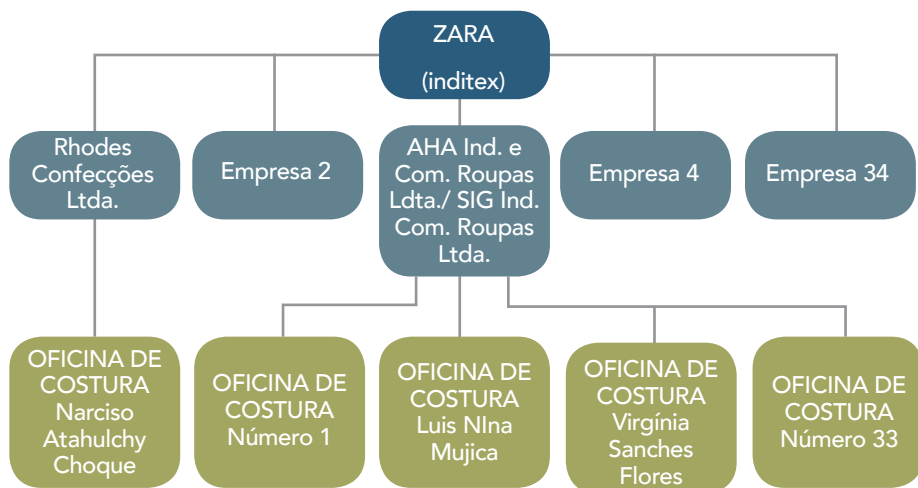 ZARA
(inditex)
Rhodes
Confecções
Ltda.
Empresa 2
AHA Ind. e
Com. Roupas
Ldta./ SIG Ind.
Com. Roupas
Ltda.
Empresa 4
Empresa 34
OFICINA DE
COSTURA
Narciso
Atahulchy
Choque
OFICINA DE
COSTURA
Número 1
OFICINA DE
COSTURA
Luis NIna
Mujica
OFICINA DE
COSTURA
Virgínia
Sanches
Flores
OFICINA DE
COSTURA
Número 33